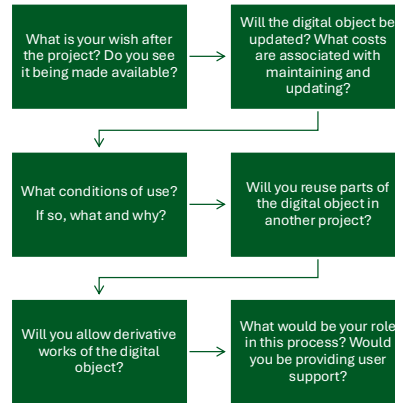 What is your wish after
the project? Do you see
it being made available?
Will the digital object be
updated? What costs
are associated with
maintaining and
updating?
What conditions of use?
If so, what and why?
Will you reuse parts of
the digital object in
another project?
Will you allow derivative
works of the digital
object?
What would be your role
in this process? Would
you be providing user
support?